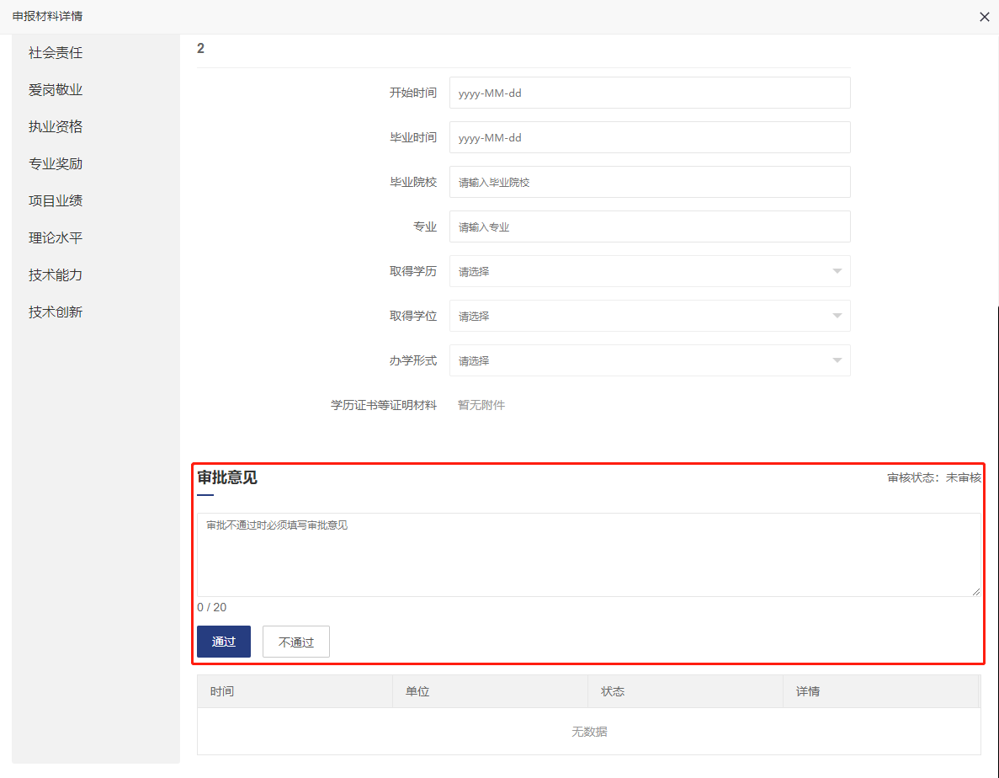 申报材料详情
社会责任
爱岗敬业
执业资格
专业奖励
项目业绩
理论水平
技术能力
技术创新
2
开始时间 yyyy-MM-dd
毕业时间 yyyy-MM-dd
毕业院校 请输入毕业院校
专业 请输入专业
取得学历 请选择
取得学位 请选择
办学形式 请选择
学历证书等证明材料 暂无附件
审批意见 审核状态：未审核
审批不通过时必须填写审批意见
0 / 20
通过 不通过
时间 单位 状态 详情
无数据